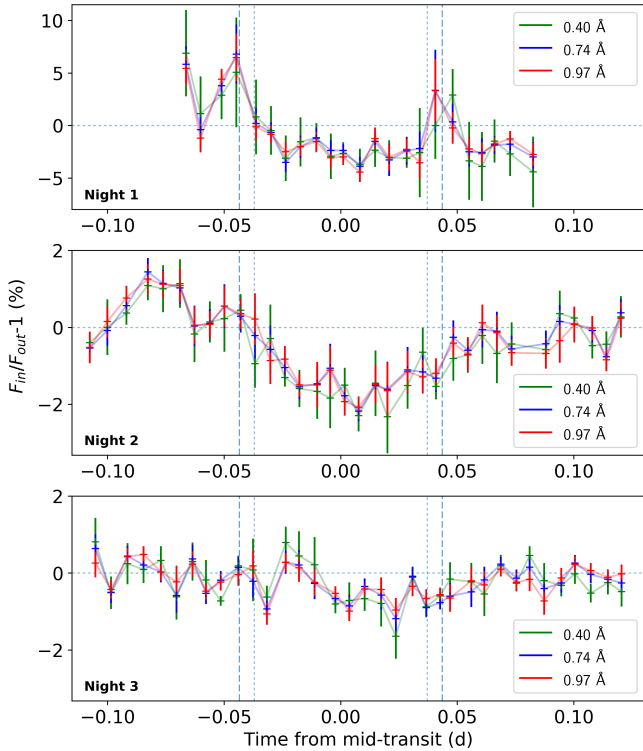 10
5
0
−5
0.40 Å
0.74 Å
0.97 Å
Night 1
−0.10 −0.05 0.00 0.05 0.10
2
0
−2
0.40 Å
0.74 Å
0.97 Å
Night 2
−0.10 −0.05 0.00 0.05 0.10
F_in/F_out-1 (%)
2
0
−2
0.40 Å
0.74 Å
0.97 Å
Night 3
−0.10 −0.05 0.00 0.05 0.10
Time from mid-transit (d)